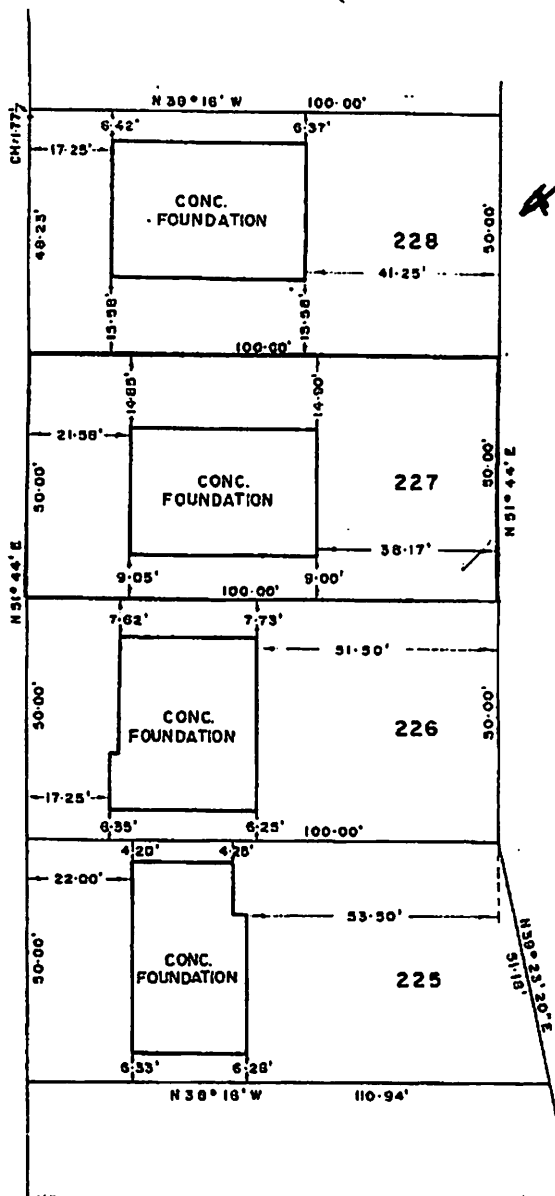 N 38° 16' W 100.00'
CH: 1.77'
6.42' 6.37'
17.25'
CONC.
FOUNDATION
48.23'
228
50.00'
41.25'
15.58' 15.58'
100.00'
14.85' 14.90'
21.58'
CONC.
FOUNDATION
50.00'
227
50.00'
N 51° 44' E
38.17'
N 51° 44' E
9.05' 9.00'
100.00'
7.62' 7.73'
51.50'
CONC.
FOUNDATION
50.00'
226
50.00'
17.25'
6.35' 6.25'
100.00'
4.20' 4.25'
22.00'
53.50'
50.00'
CONC.
FOUNDATION
225
51.18'
6.33' 6.28'
N 38° 16' W 110.94'